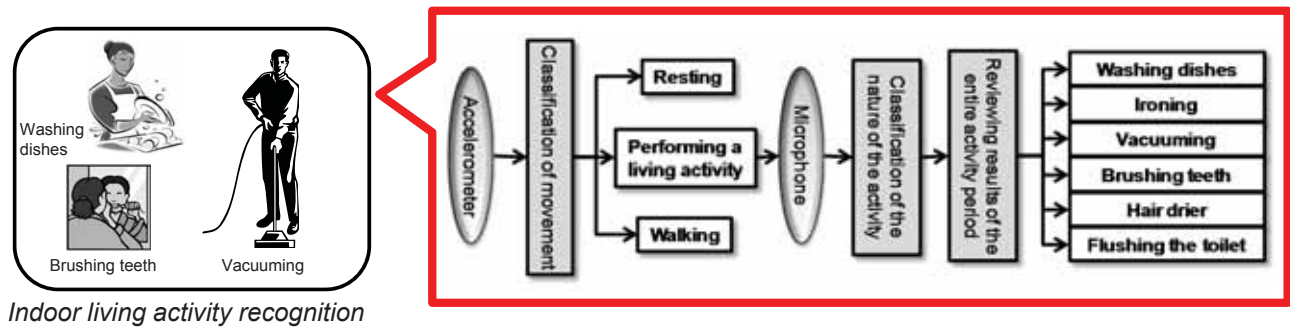 Washing
dishes
Brushing teeth
Vacuuming
Indoor living activity recognition
Accelerometer
Classification of movement
Resting
Performing a
living activity
Walking
Microphone
Classification of the
nature of the activity
Reviewing results of the
entire activity period
Washing dishes
Ironing
Vacuuming
Brushing teeth
Hair drier
Flushing the toilet